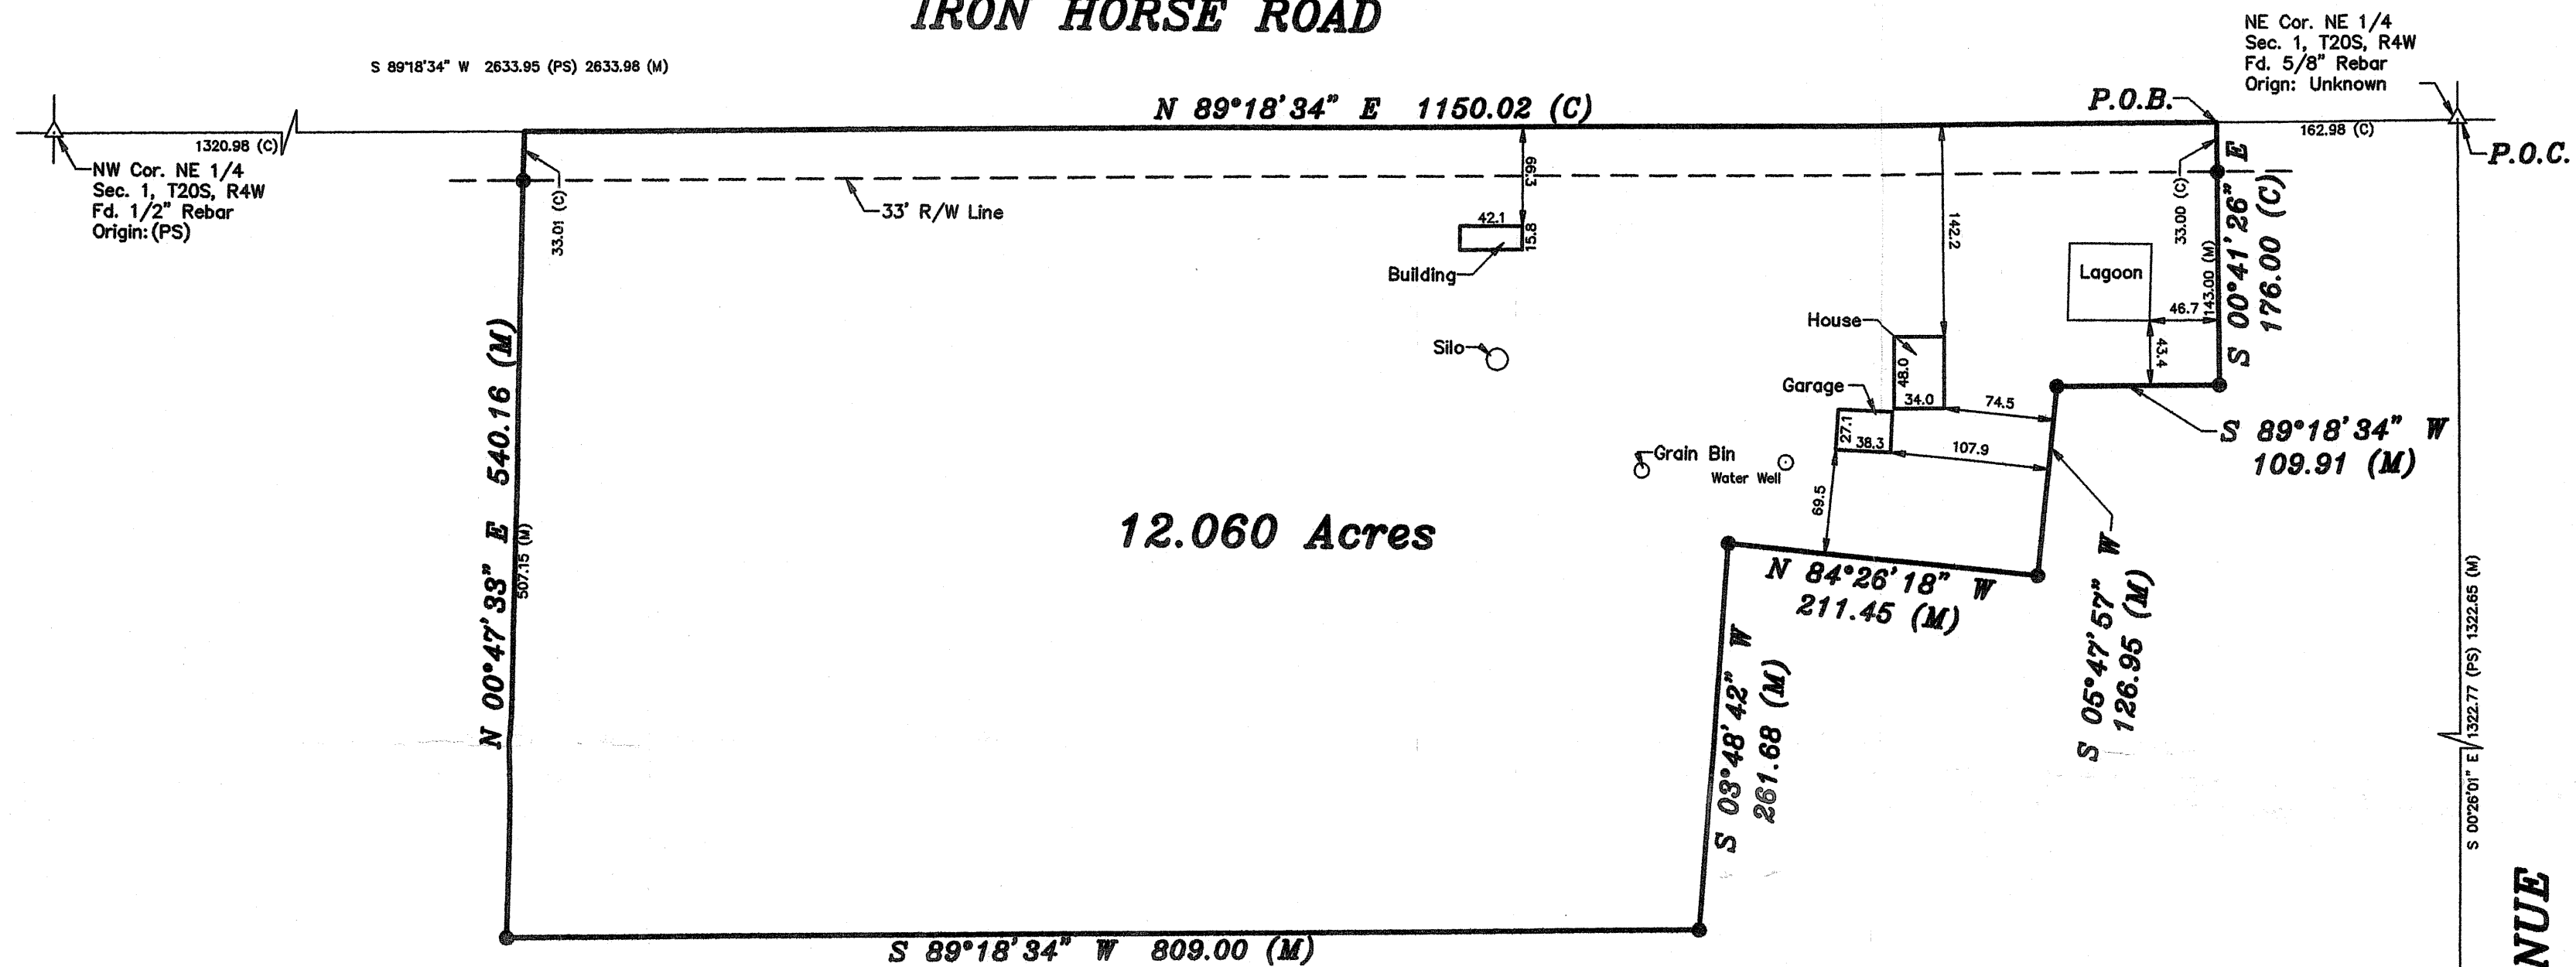 IRON HORSE ROAD
NE Cor. NE 1/4
Sec. 1, T20S, R4W
Fd. 5/8" Rebar
Orign: Unknown
S 89°18'34" W 2633.95 (PS) 2633.98 (M)
N 89°18'34" E 1150.02 (C)
P.O.B.
1320.98 (C)
162.98 (C)
P.O.C.
NW Cor. NE 1/4
Sec. 1, T20S, R4W
Fd. 1/2" Rebar
Origin: (PS)
33.01 (C)
33' R/W Line
66.3
42.1
15.8
Building
142.2
33.00 (C)
S 00°41'26" E
176.00 (C)
143.00 (M)
Lagoon
46.7
43.4
House
48.0
34.0
Silo
Garage
27.1
38.3
74.5
107.9
S 89°18'34" W
109.91 (M)
Grain Bin
Water Well
69.5
N 00°47'33" E 540.16 (M)
507.15 (M)
12.060 Acres
N 84°26'18" W
211.45 (M)
S 05°47'57" W
126.95 (M)
S 03°48'42" W
261.68 (M)
S 00°26'01" E 1322.77 (PS) 1322.65 (M)
S 89°18'34" W 809.00 (M)
NUE